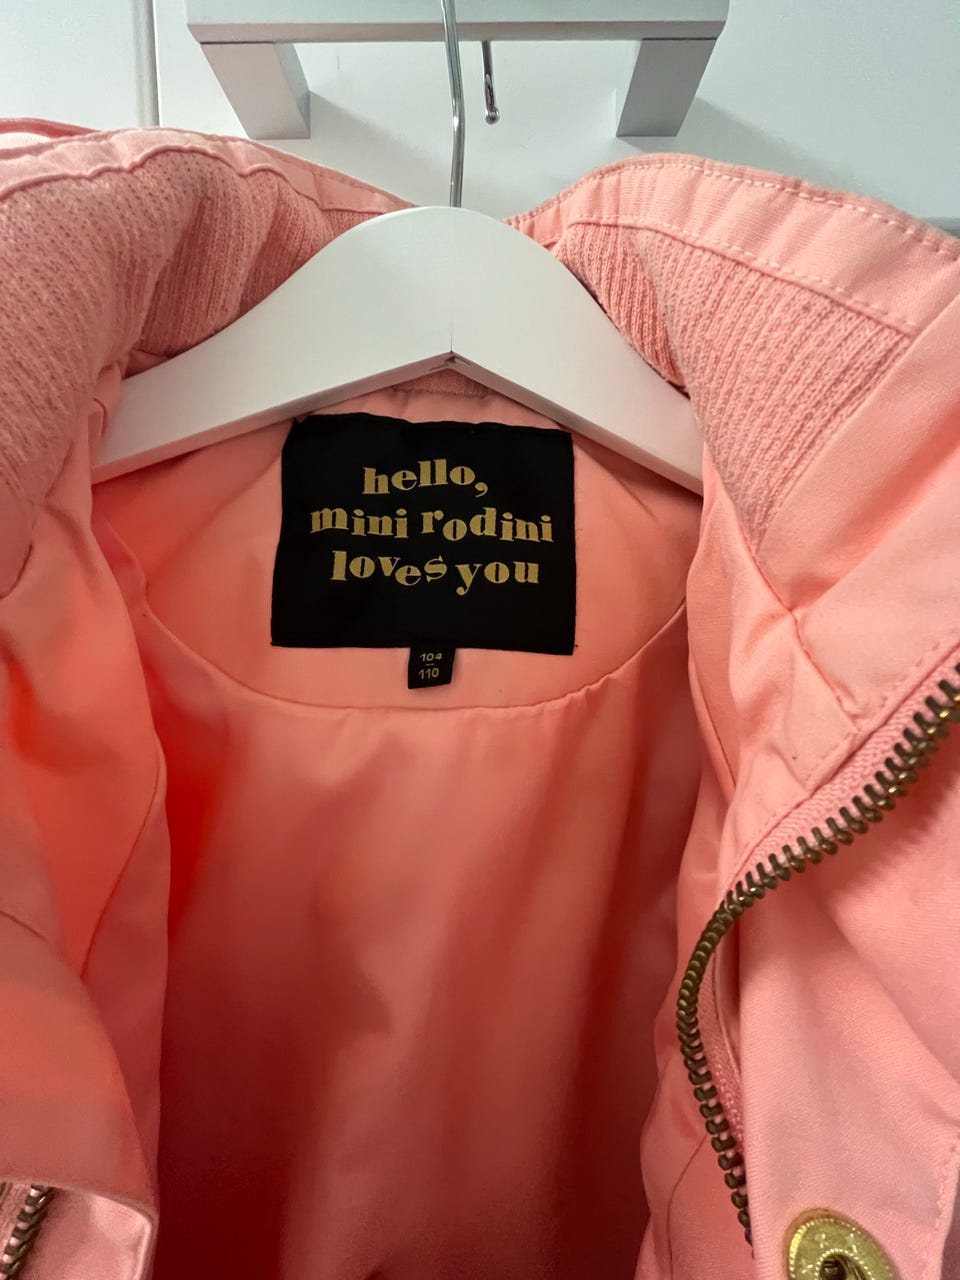 hello,
mini rodini
loves you
104
110